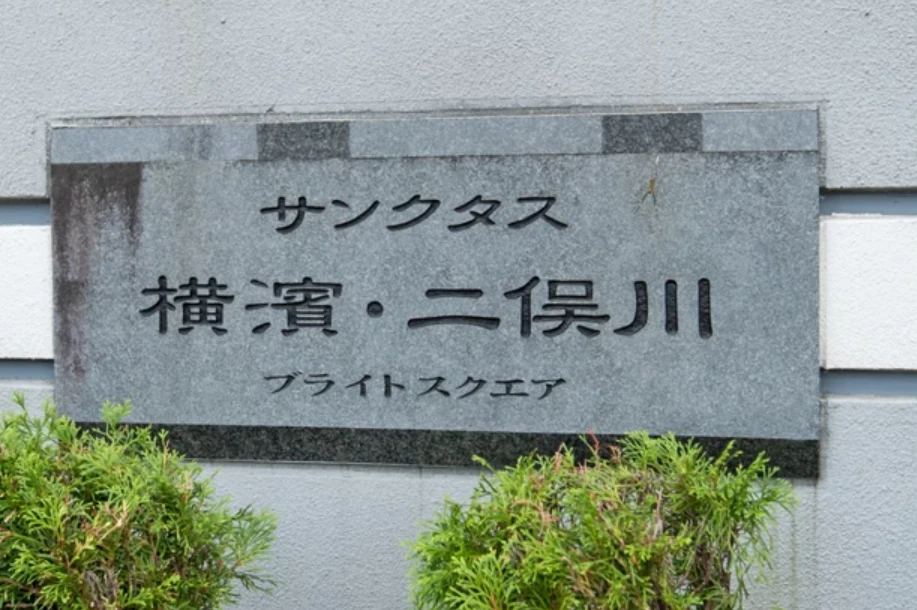 サンクタス
横濱・二俣川
ブライトスクエア